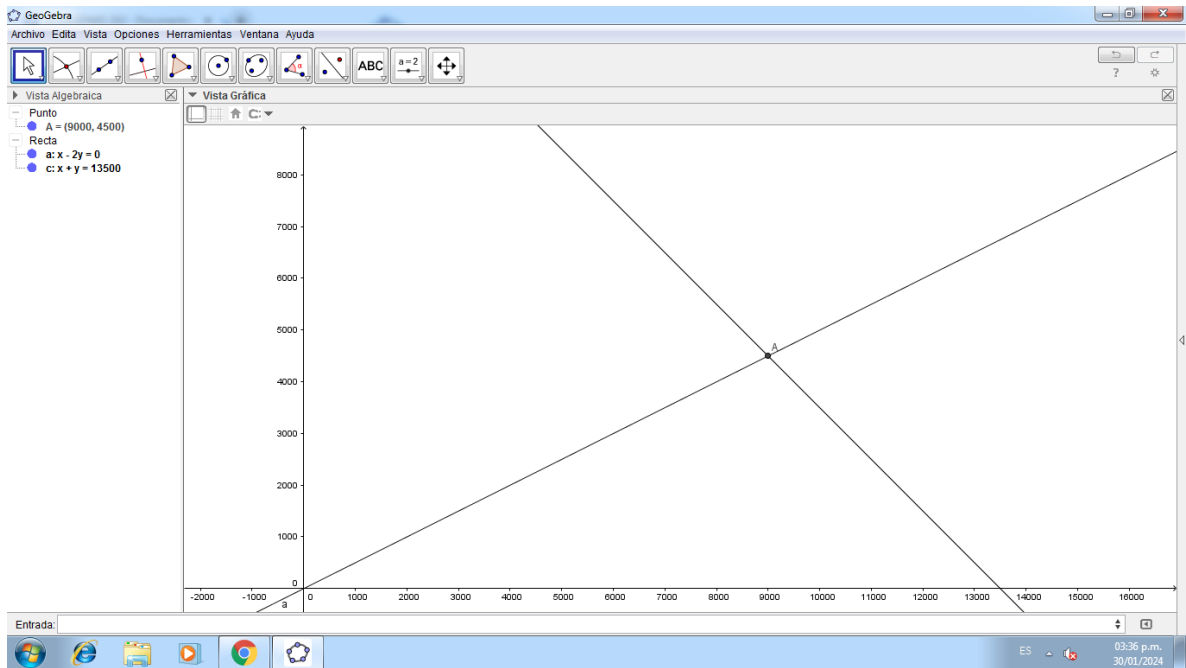 GeoGebra
Archivo Edita Vista Opciones Herramientas Ventana Ayuda
ABC
a = 2
?
Vista Algebraica
Vista Gráfica
Punto
A = (9000, 4500)
Recta
a: x - 2y = 0
c: x + y = 13500
C:
8000
7000
6000
5000
A
4000
3000
2000
1000
0
-2000 -1000 0 1000 2000 3000 4000 5000 6000 7000 8000 9000 10000 11000 12000 13000 14000 15000 16000
a
Entrada:
ES
03:36 p.m.
30/01/2024